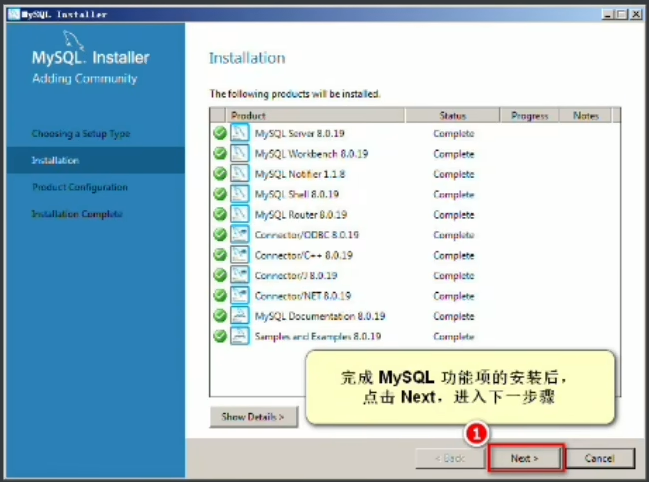 MySQL Installer
MySQL. Installer
Adding Community
Choosing a Setup Type
Installation
Product Configuration
Installation Complete
Installation
The following products will be installed.
Product Status Progress Notes
MySQL Server 8.0.19 Complete
MySQL Workbench 8.0.19 Complete
MySQL Notifier 1.1.8 Complete
MySQL Shell 8.0.19 Complete
MySQL Router 8.0.19 Complete
Connector/ODBC 8.0.19 Complete
Connector/C++ 8.0.19 Complete
Connector/J 8.0.19 Complete
Connector/NET 8.0.19 Complete
MySQL Documentation 8.0.19 Complete
Samples and Examples 8.0.19 Complete
完成 MySQL 功能项的安装后，
点击 Next，进入下一步骤
Show Details >
1
< Back Next > Cancel